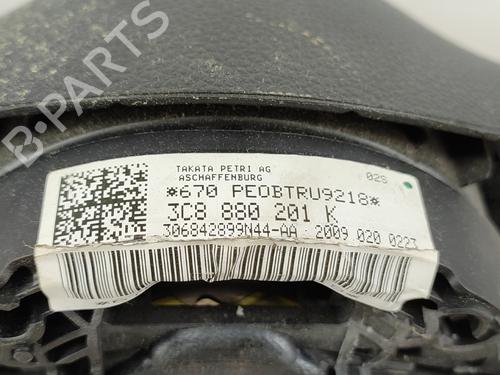 TAKATA PETRI AG
ASCHAFFENBURG
02S
*670 PEOBTRU9218*
3C8 880 201 K
306842899N44-AA - 2009 020 0223
B-PARTS